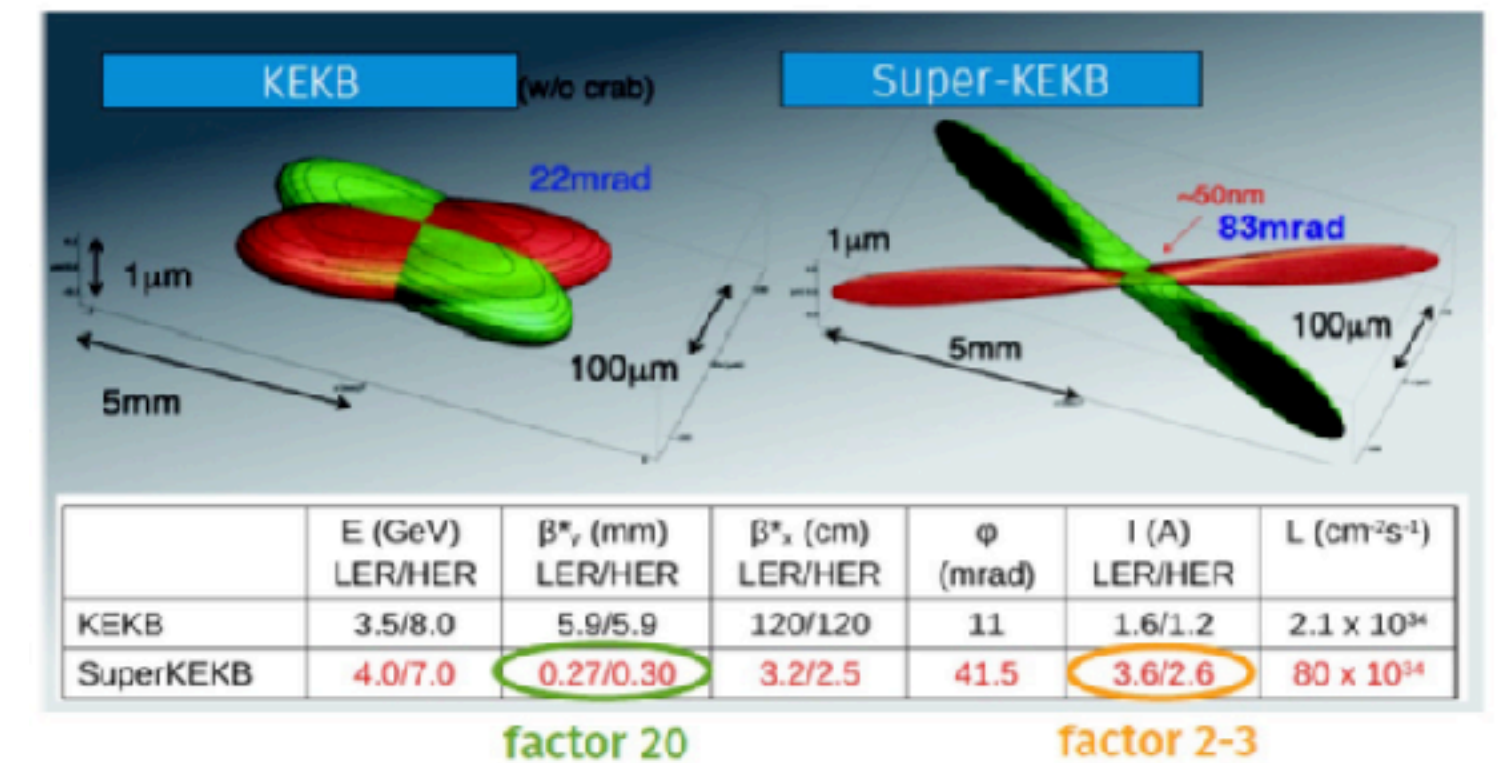 KEKB (w/o crab)
22mrad
1μm
100μm
5mm
Super-KEKB
~50nm
83mrad
1μm
5mm
100μm
E (GeV) β*ᵧ (mm) β*ₓ (cm) φ I (A) L (cm⁻²s⁻¹)
LER/HER LER/HER LER/HER (mrad) LER/HER
KEKB 3.5/8.0 5.9/5.9 120/120 11 1.6/1.2 2.1 x 10³⁴
SuperKEKB 4.0/7.0 0.27/0.30 3.2/2.5 41.5 3.6/2.6 80 x 10³⁴
factor 20 factor 2-3